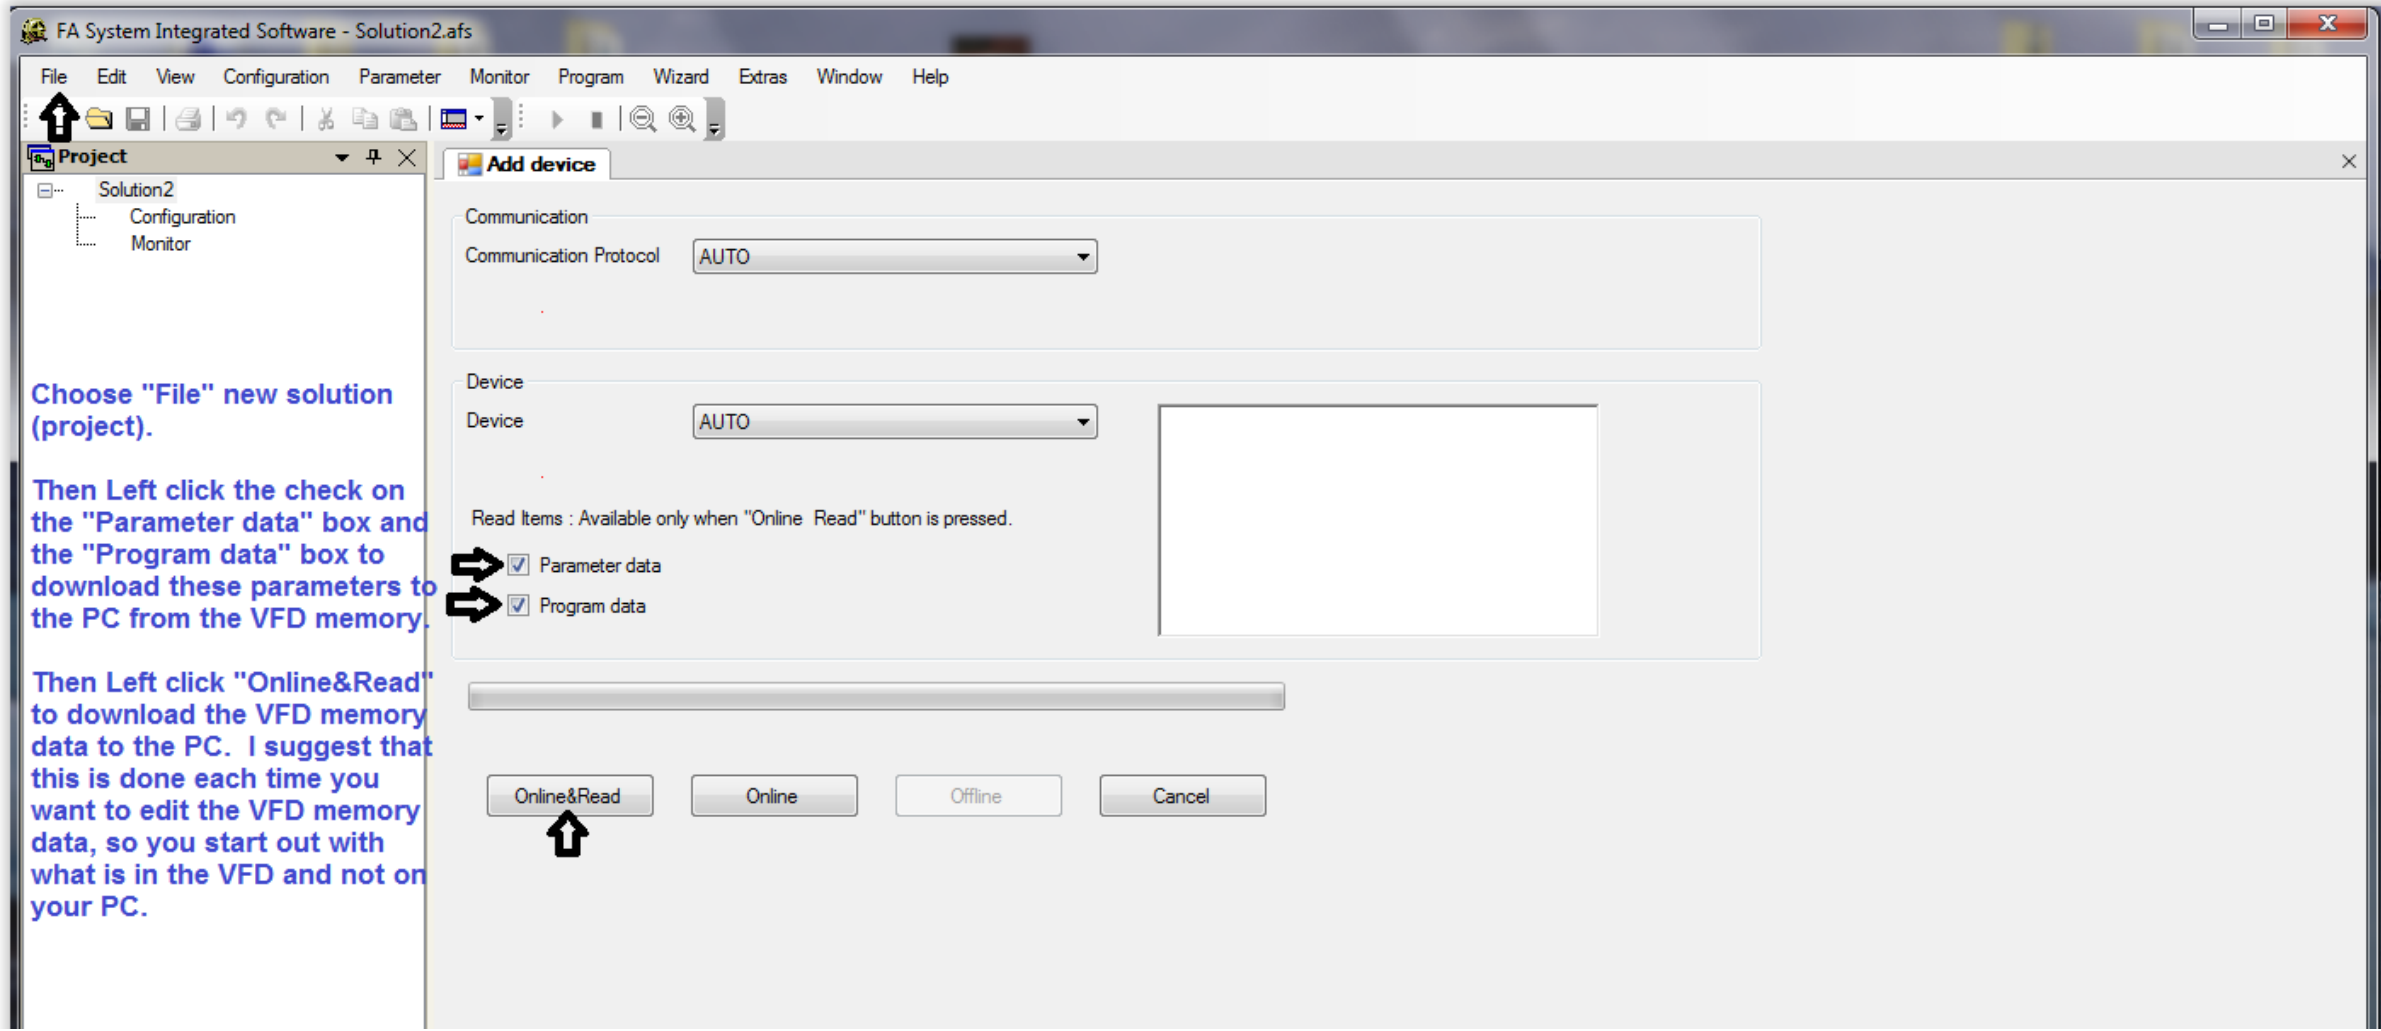 FA System Integrated Software - Solution2.afs
File Edit View Configuration Parameter Monitor Program Wizard Extras Window Help
Project
Solution2
Configuration
Monitor
Choose "File" new solution
(project).
Then Left click the check on
the "Parameter data" box and
the "Program data" box to
download these parameters to
the PC from the VFD memory.
Then Left click "Online&Read"
to download the VFD memory
data to the PC.  I suggest that
this is done each time you
want to edit the VFD memory
data, so you start out with
what is in the VFD and not on
your PC.
Add device
Communication
Communication Protocol AUTO
Device
Device AUTO
Read Items : Available only when "Online  Read" button is pressed.
Parameter data
Program data
Online&Read Online Offline Cancel